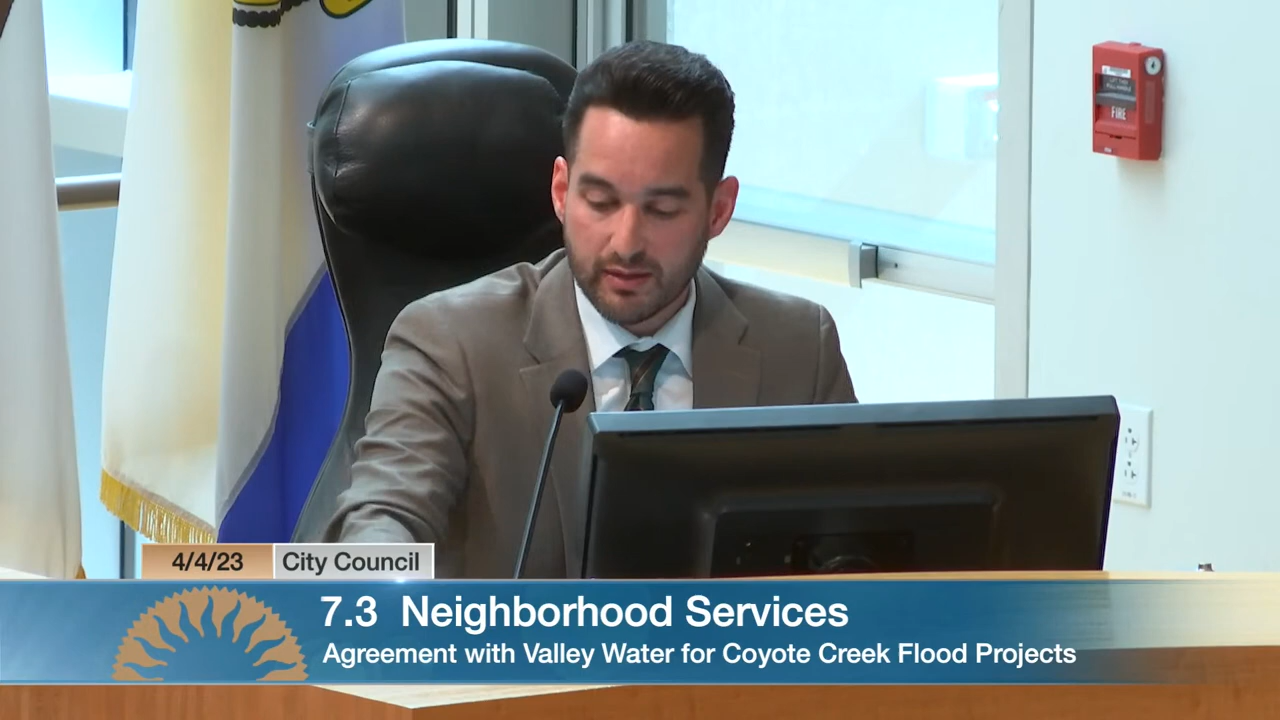 FIRE
4/4/23 City Council
7.3 Neighborhood Services
Agreement with Valley Water for Coyote Creek Flood Projects